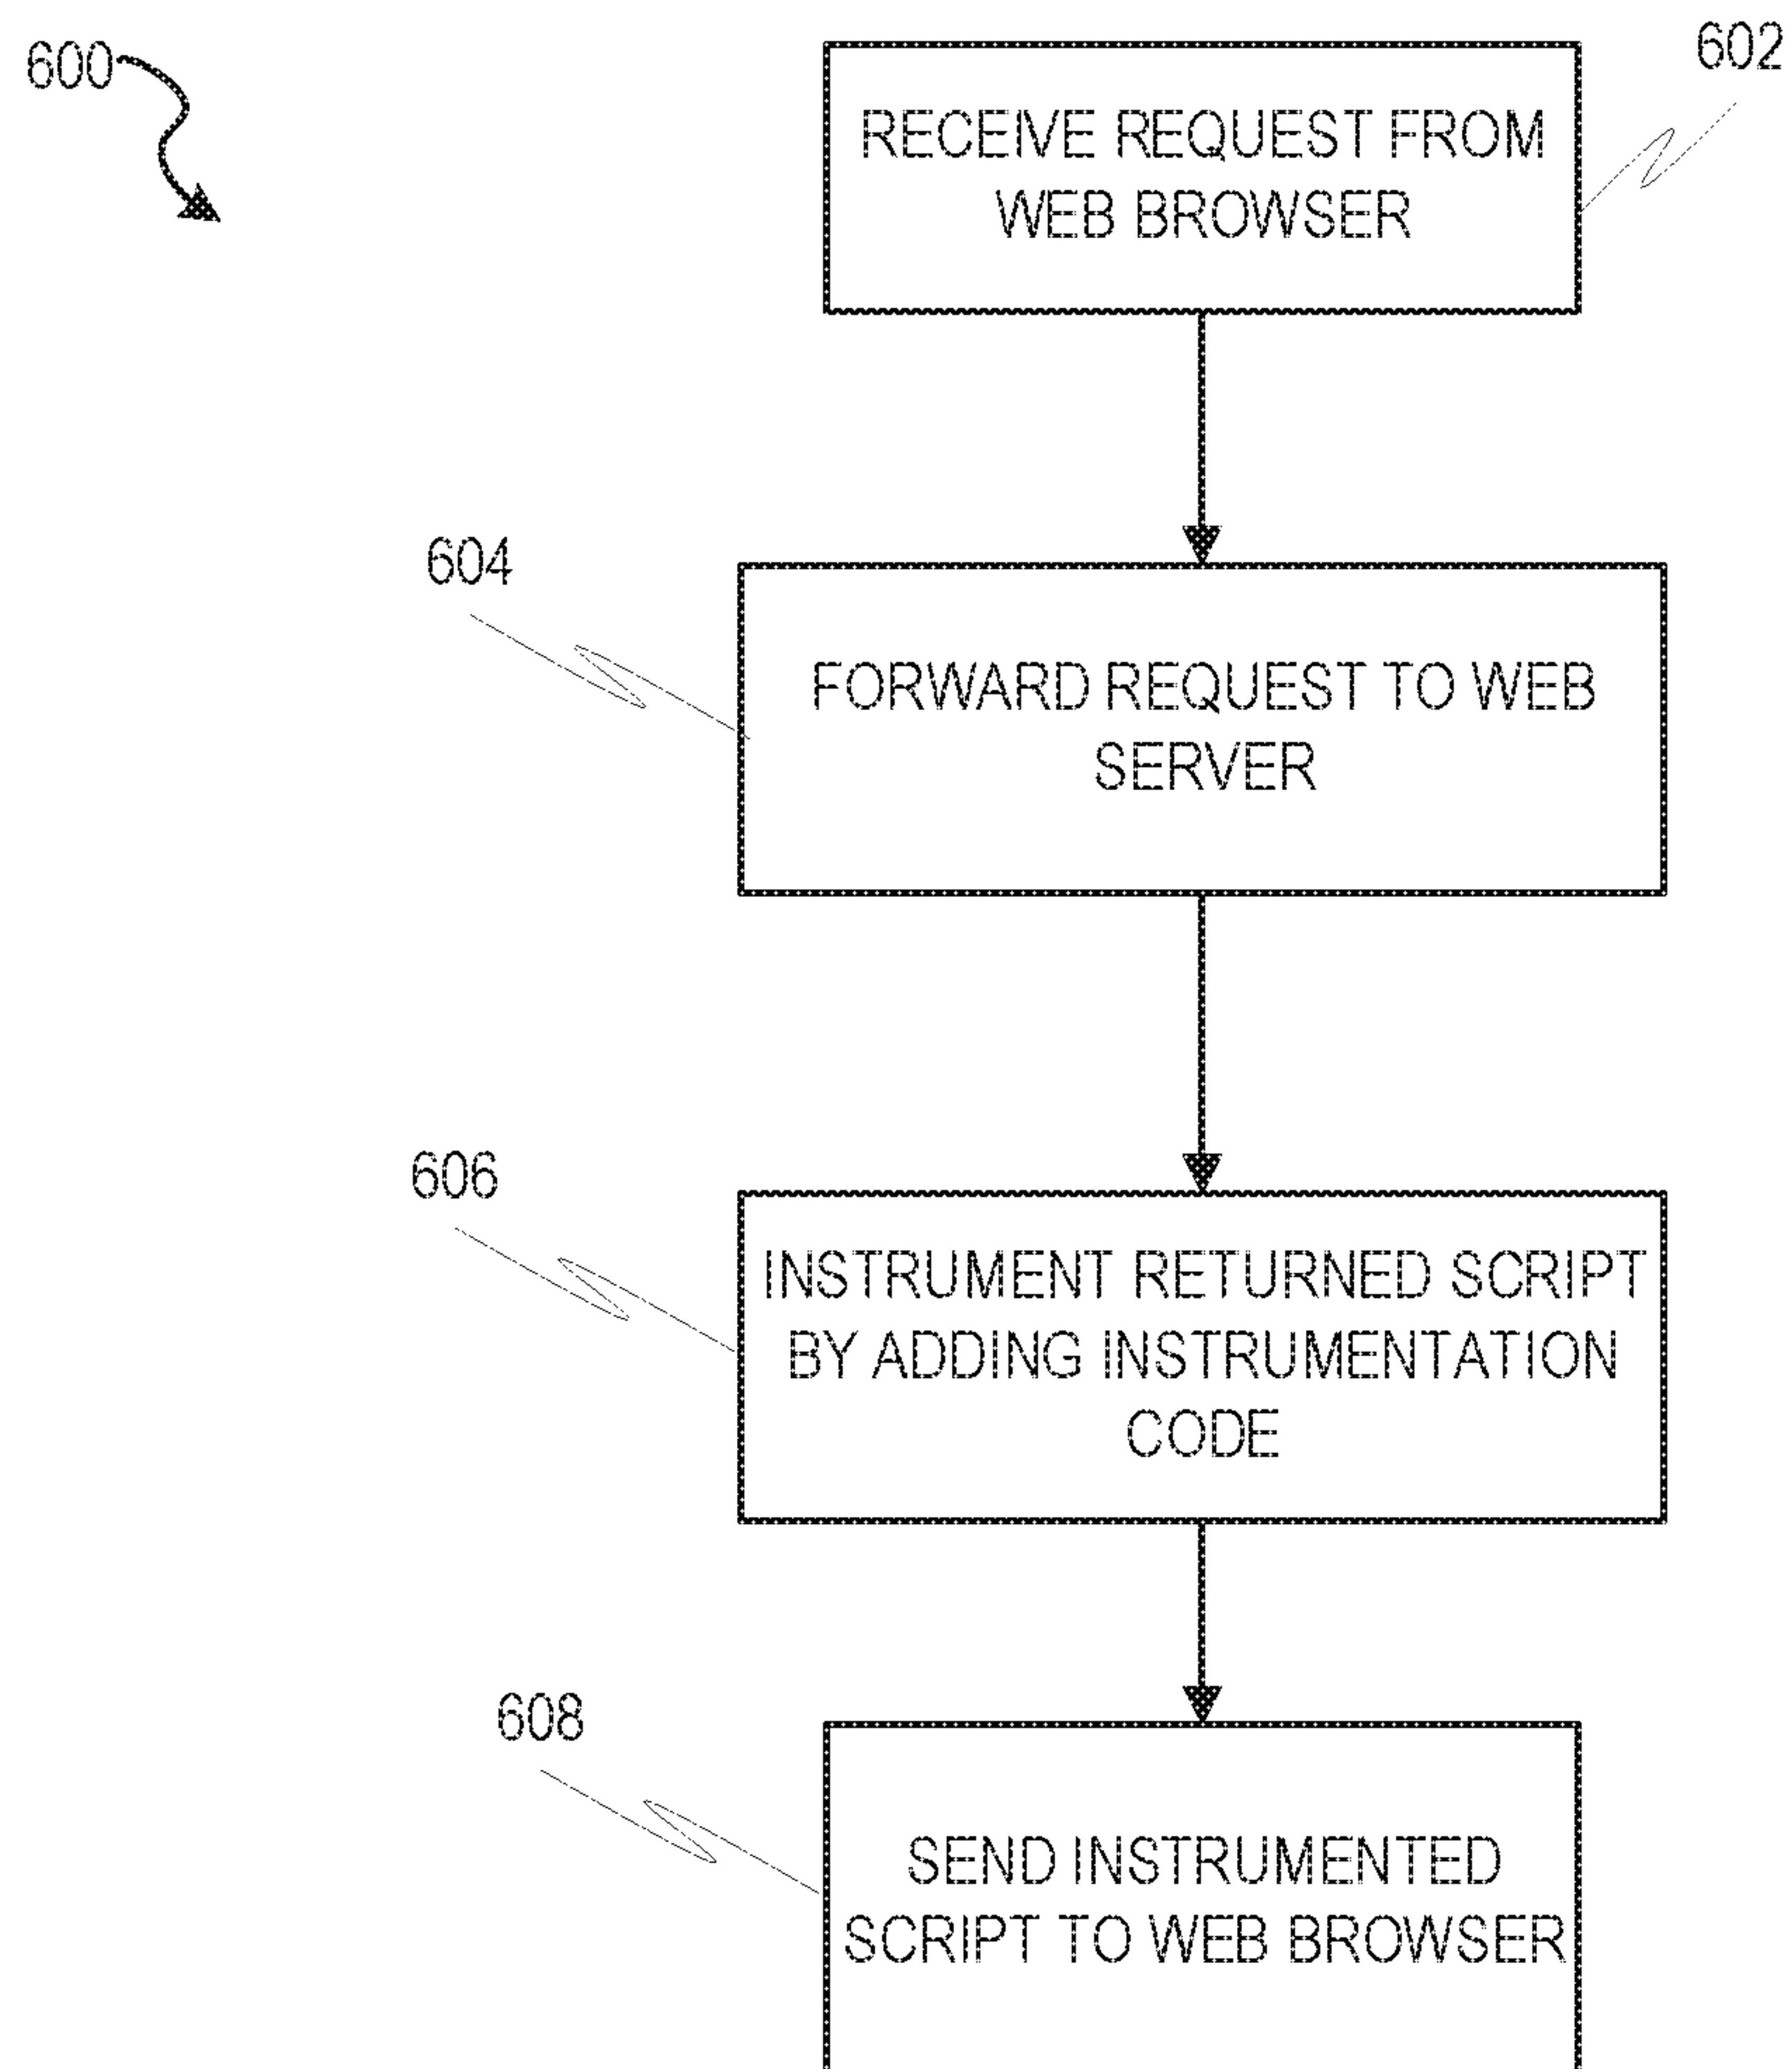 600
602
RECEIVE REQUEST FROM
WEB BROWSER
604
FORWARD REQUEST TO WEB
SERVER
606
INSTRUMENT RETURNED SCRIPT
BY ADDING INSTRUMENTATION
CODE
608
SEND INSTRUMENTED
SCRIPT TO WEB BROWSER